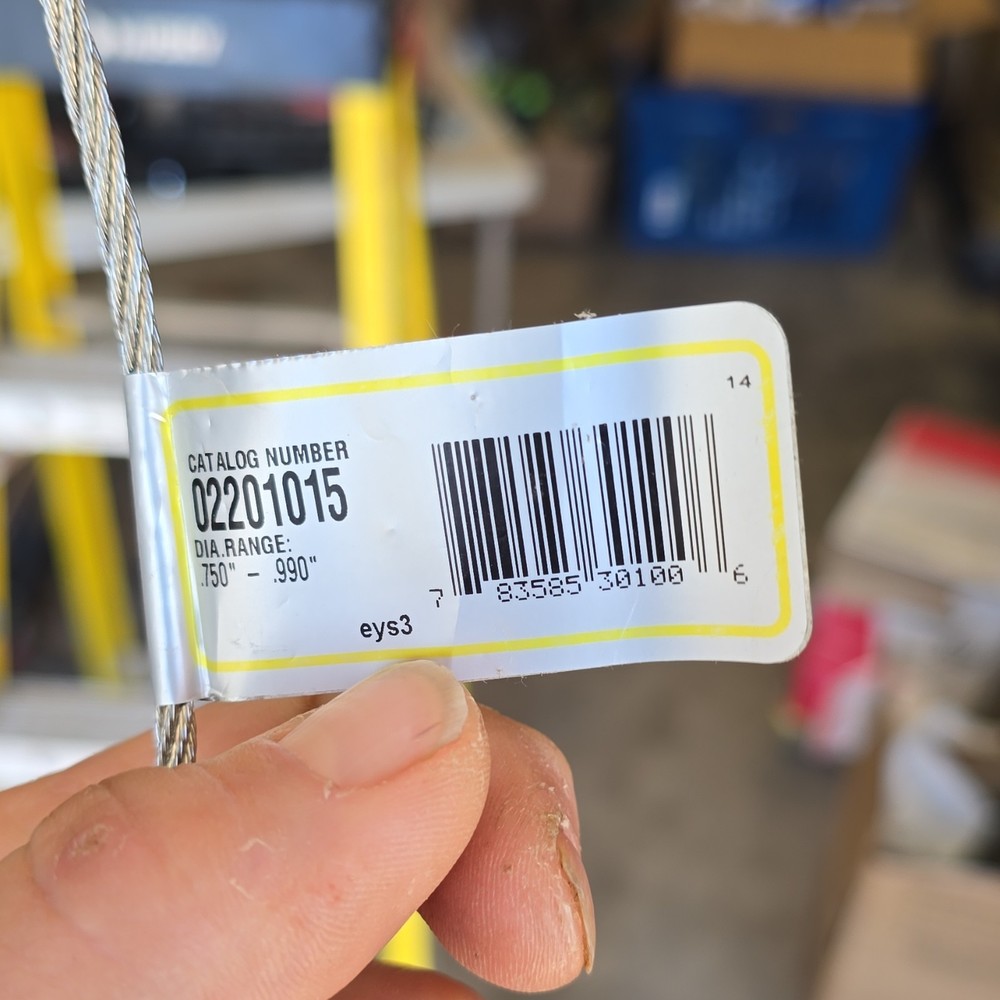 14
CATALOG NUMBER
02201015
DIA.RANGE:
.750" – .990"
eys3
7 83585 30100 6